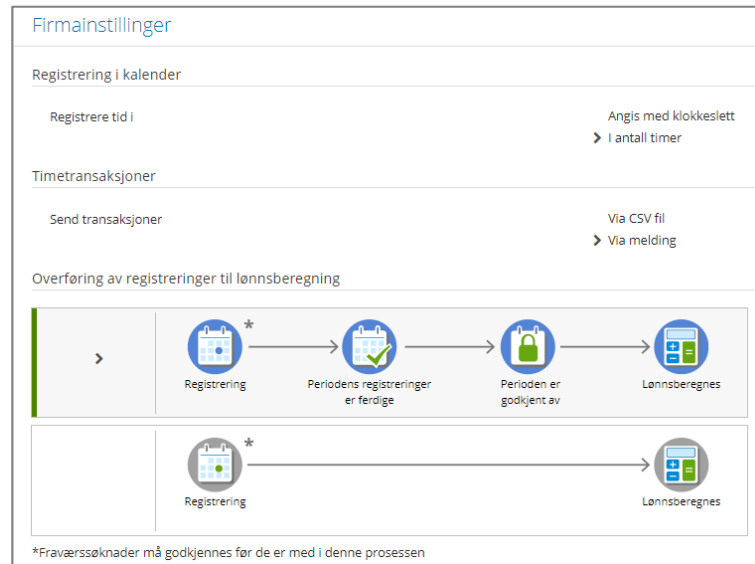 Firmainstillinger
Registrering i kalender
Registrere tid i
Angis med klokkeslett
I antall timer
Timetransaksjoner
Send transaksjoner
Via CSV fil
Via melding
Overføring av registreringer til lønnsberegning
*
Registrering
Periodens registreringer
er ferdige
Perioden er
godkjent av
Lønnsberegnes
*
Registrering
Lønnsberegnes
*Fraværssøknader må godkjennes før de er med i denne prosessen